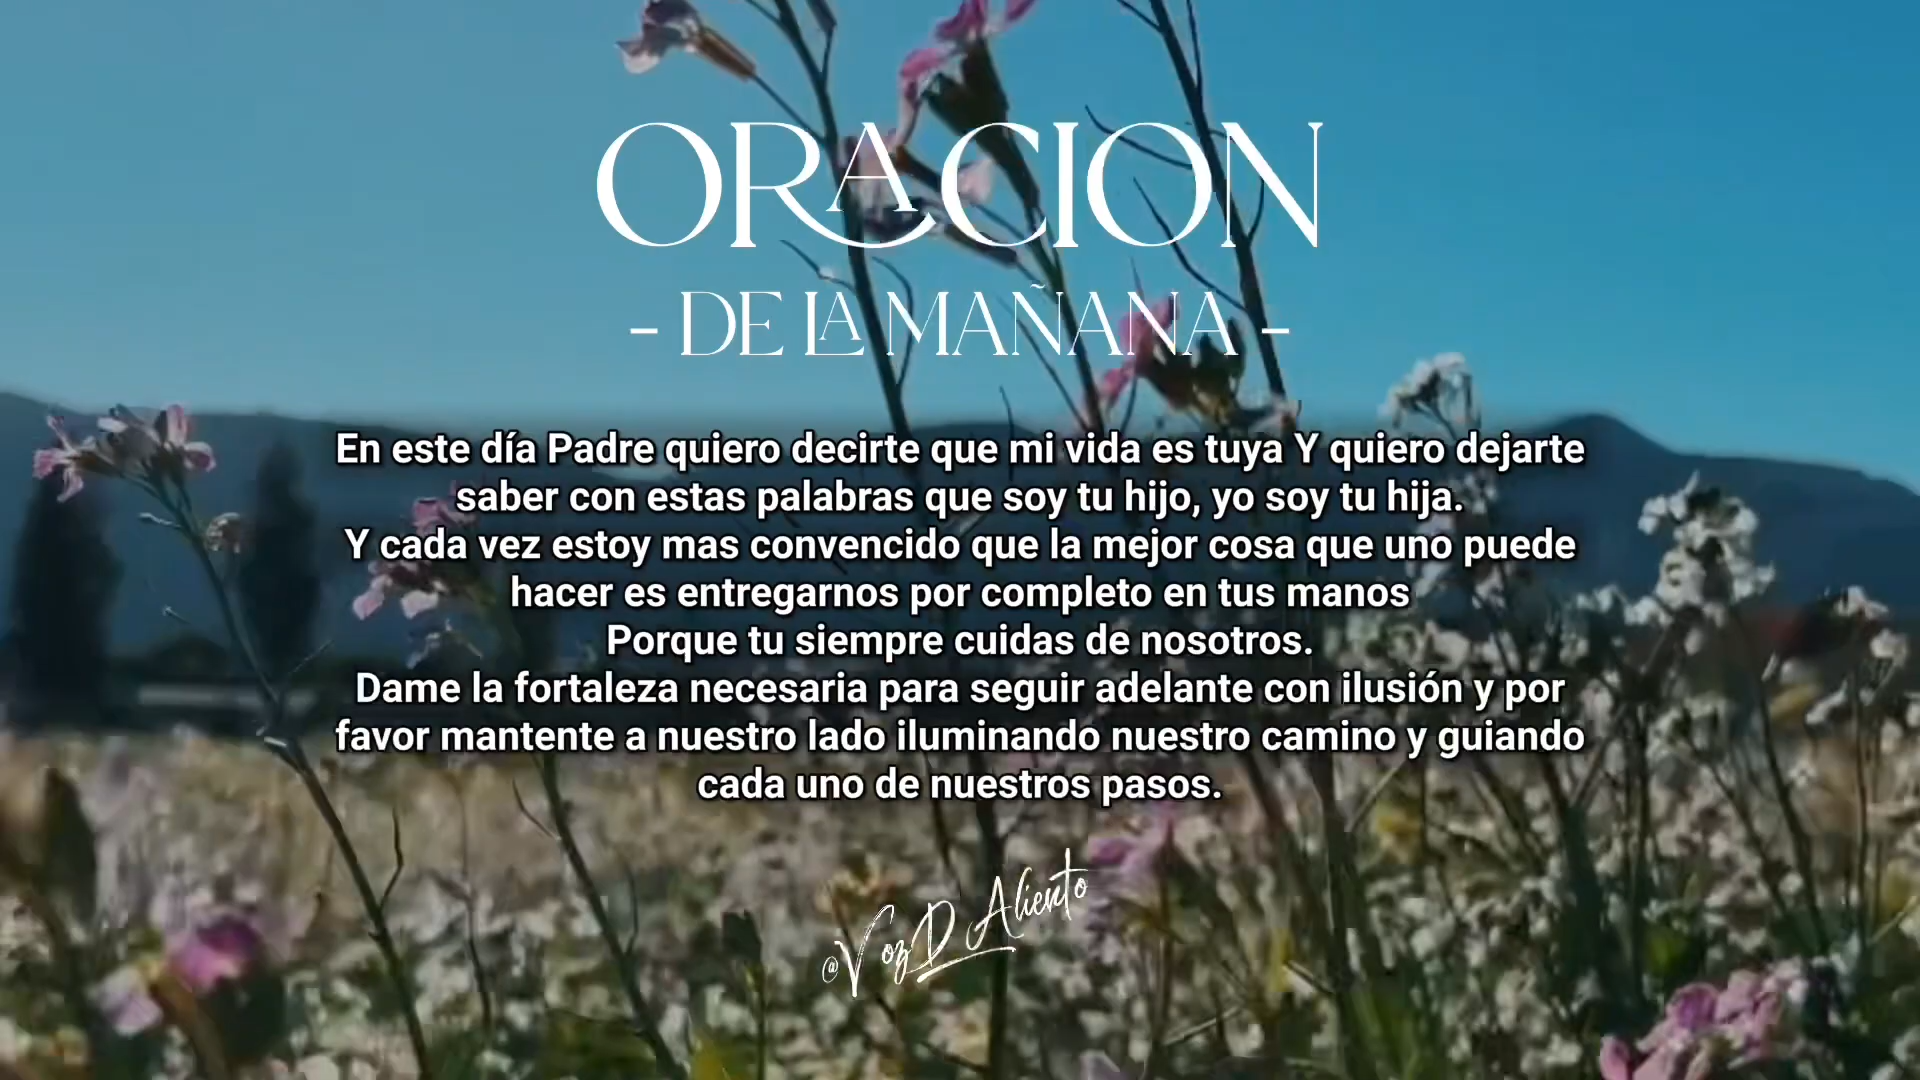 ORACION
- DE LA MAÑANA -
En este día Padre quiero decirte que mi vida es tuya Y quiero dejarte
saber con estas palabras que soy tu hijo, yo soy tu hija.
Y cada vez estoy mas convencido que la mejor cosa que uno puede
hacer es entregarnos por completo en tus manos
Porque tu siempre cuidas de nosotros.
Dame la fortaleza necesaria para seguir adelante con ilusión y por
favor mantente a nuestro lado iluminando nuestro camino y guiando
cada uno de nuestros pasos.
@VozDAliento